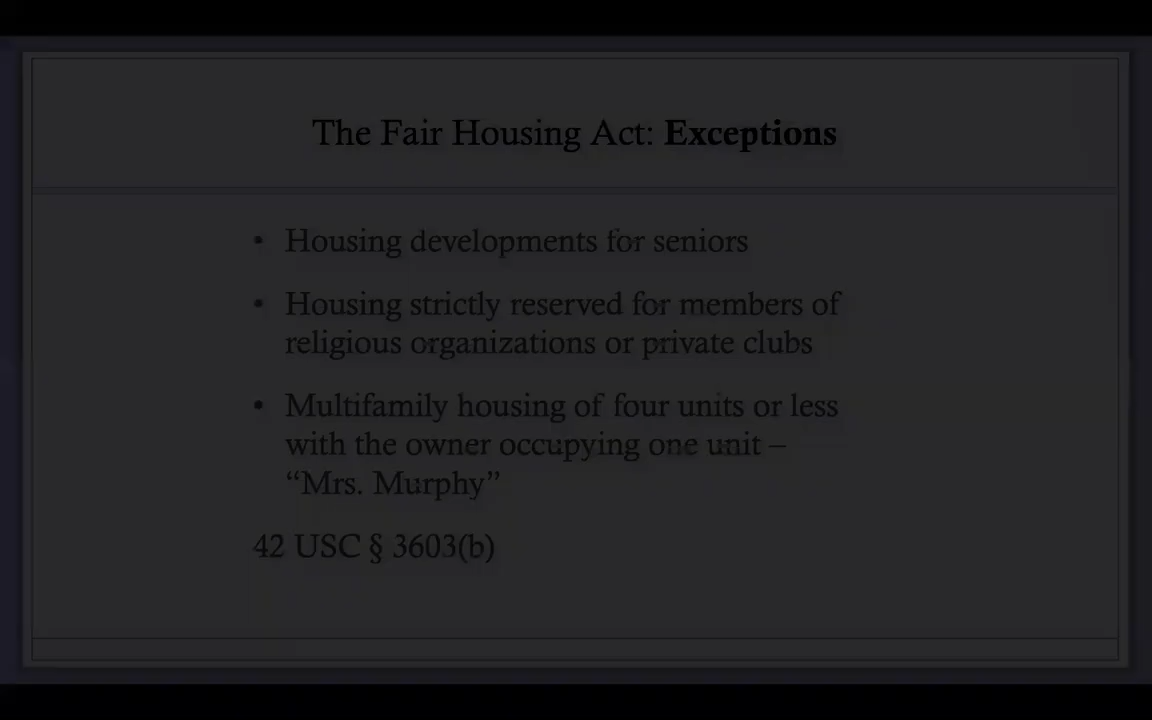 The Fair Housing Act: Exceptions
• Housing developments for seniors
• Housing strictly reserved for members of
religious organizations or private clubs
• Multifamily housing of four units or less
with the owner occupying one unit –
“Mrs. Murphy”
42 USC § 3603(b)